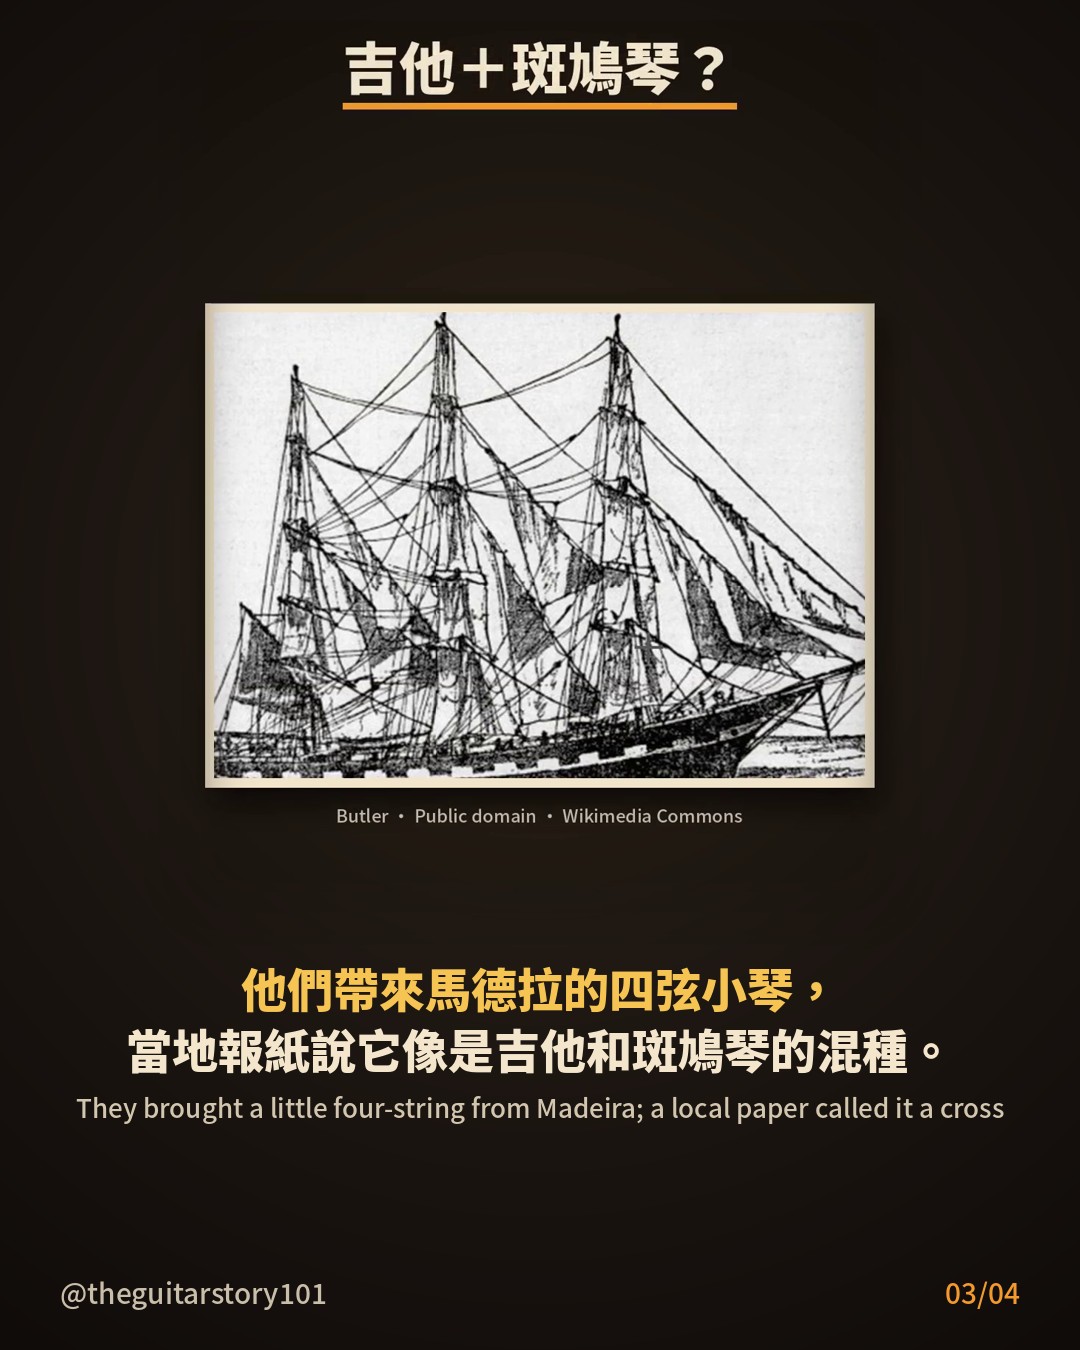 吉他＋斑鳩琴？
Butler • Public domain • Wikimedia Commons
他們帶來馬德拉的四弦小琴，
當地報紙說它像是吉他和斑鳩琴的混種。
They brought a little four-string from Madeira; a local paper called it a cross
@theguitarstory101
03/04